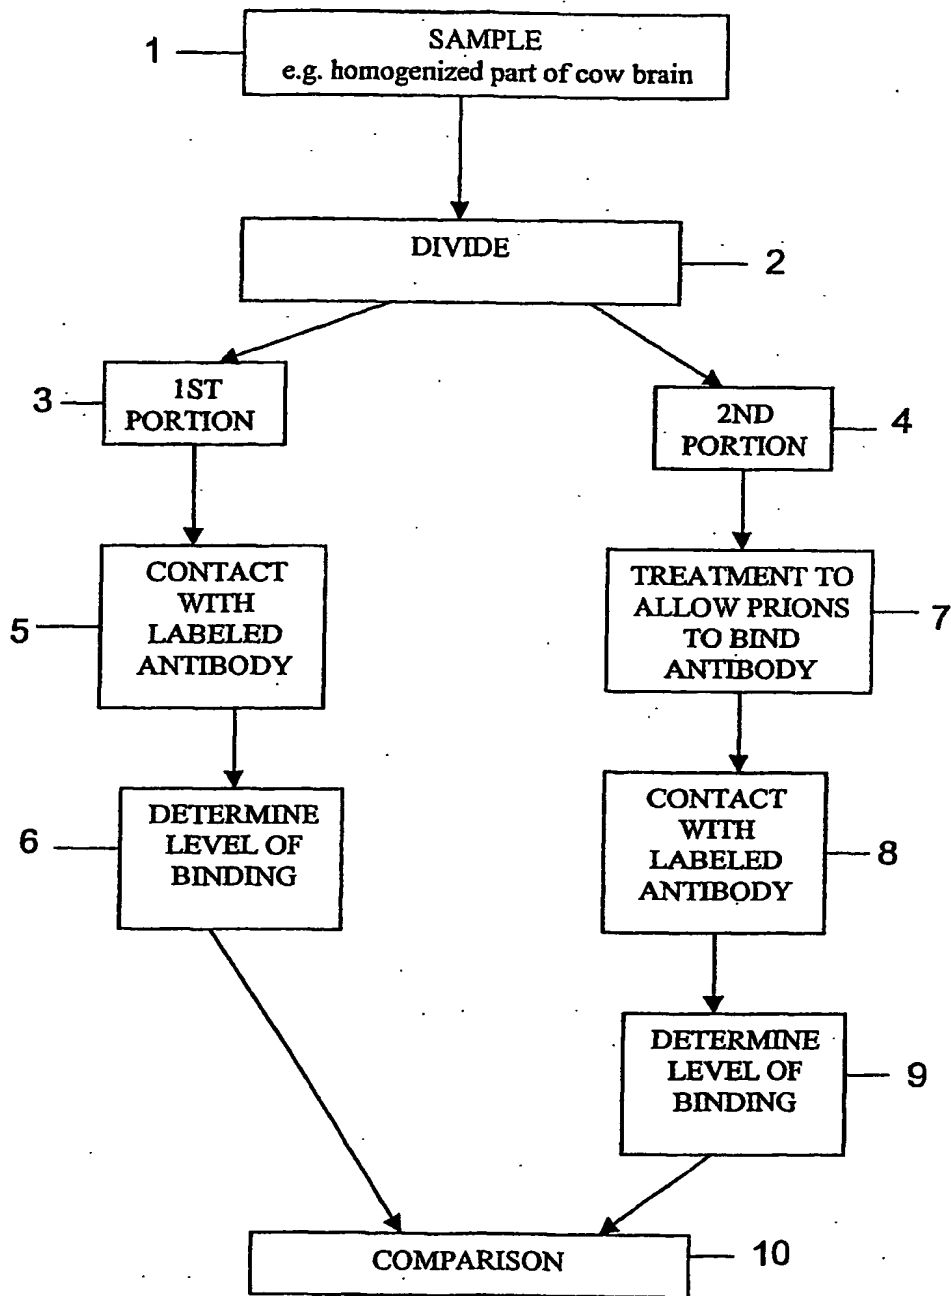 1
SAMPLE
e.g. homogenized part of cow brain
DIVIDE
2
3
1ST
PORTION
2ND
PORTION
4
5
CONTACT
WITH
LABELED
ANTIBODY
TREATMENT TO
ALLOW PRIONS
TO BIND
ANTIBODY
7
6
DETERMINE
LEVEL OF
BINDING
CONTACT
WITH
LABELED
ANTIBODY
8
DETERMINE
LEVEL OF
BINDING
9
COMPARISON
10